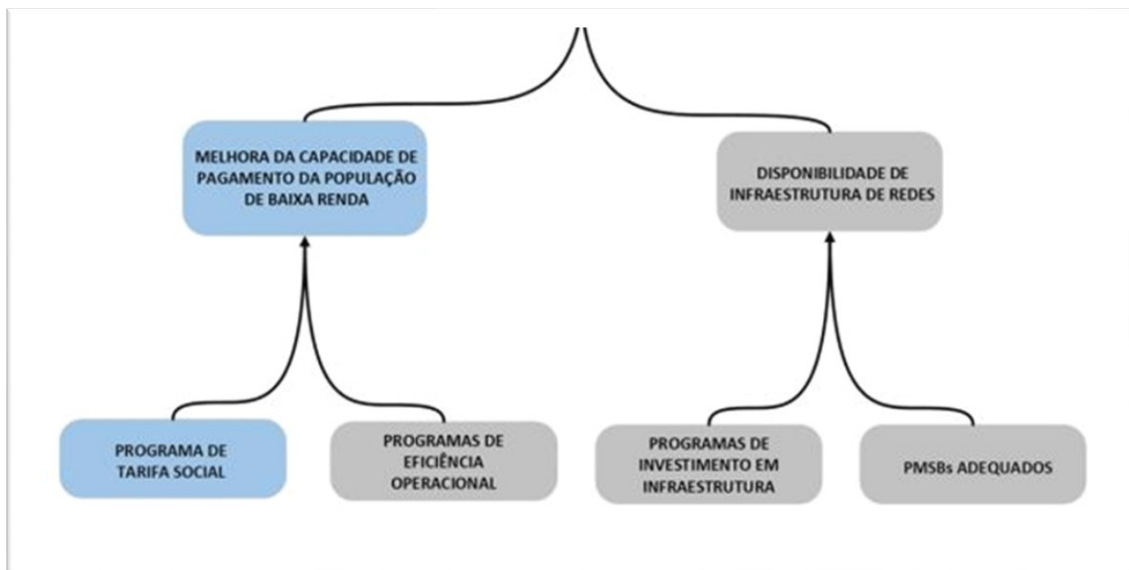 MELHORA DA CAPACIDADE DE
PAGAMENTO DA POPULAÇÃO
DE BAIXA RENDA
DISPONIBILIDADE DE
INFRAESTRUTURA DE REDES
PROGRAMA DE
TARIFA SOCIAL
PROGRAMAS DE
EFICIÊNCIA
OPERACIONAL
PROGRAMAS DE
INVESTIMENTO EM
INFRAESTRUTURA
PMSBs ADEQUADOS